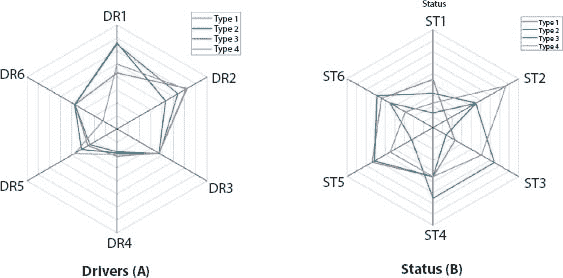 DR1
Type 1
Type 2
Type 3
Type 4
DR6
DR2
DR5
DR3
DR4
Drivers (A)
Status
ST1
Type 1
Type 2
Type 3
Type 4
ST6
ST2
ST5
ST3
ST4
Status (B)